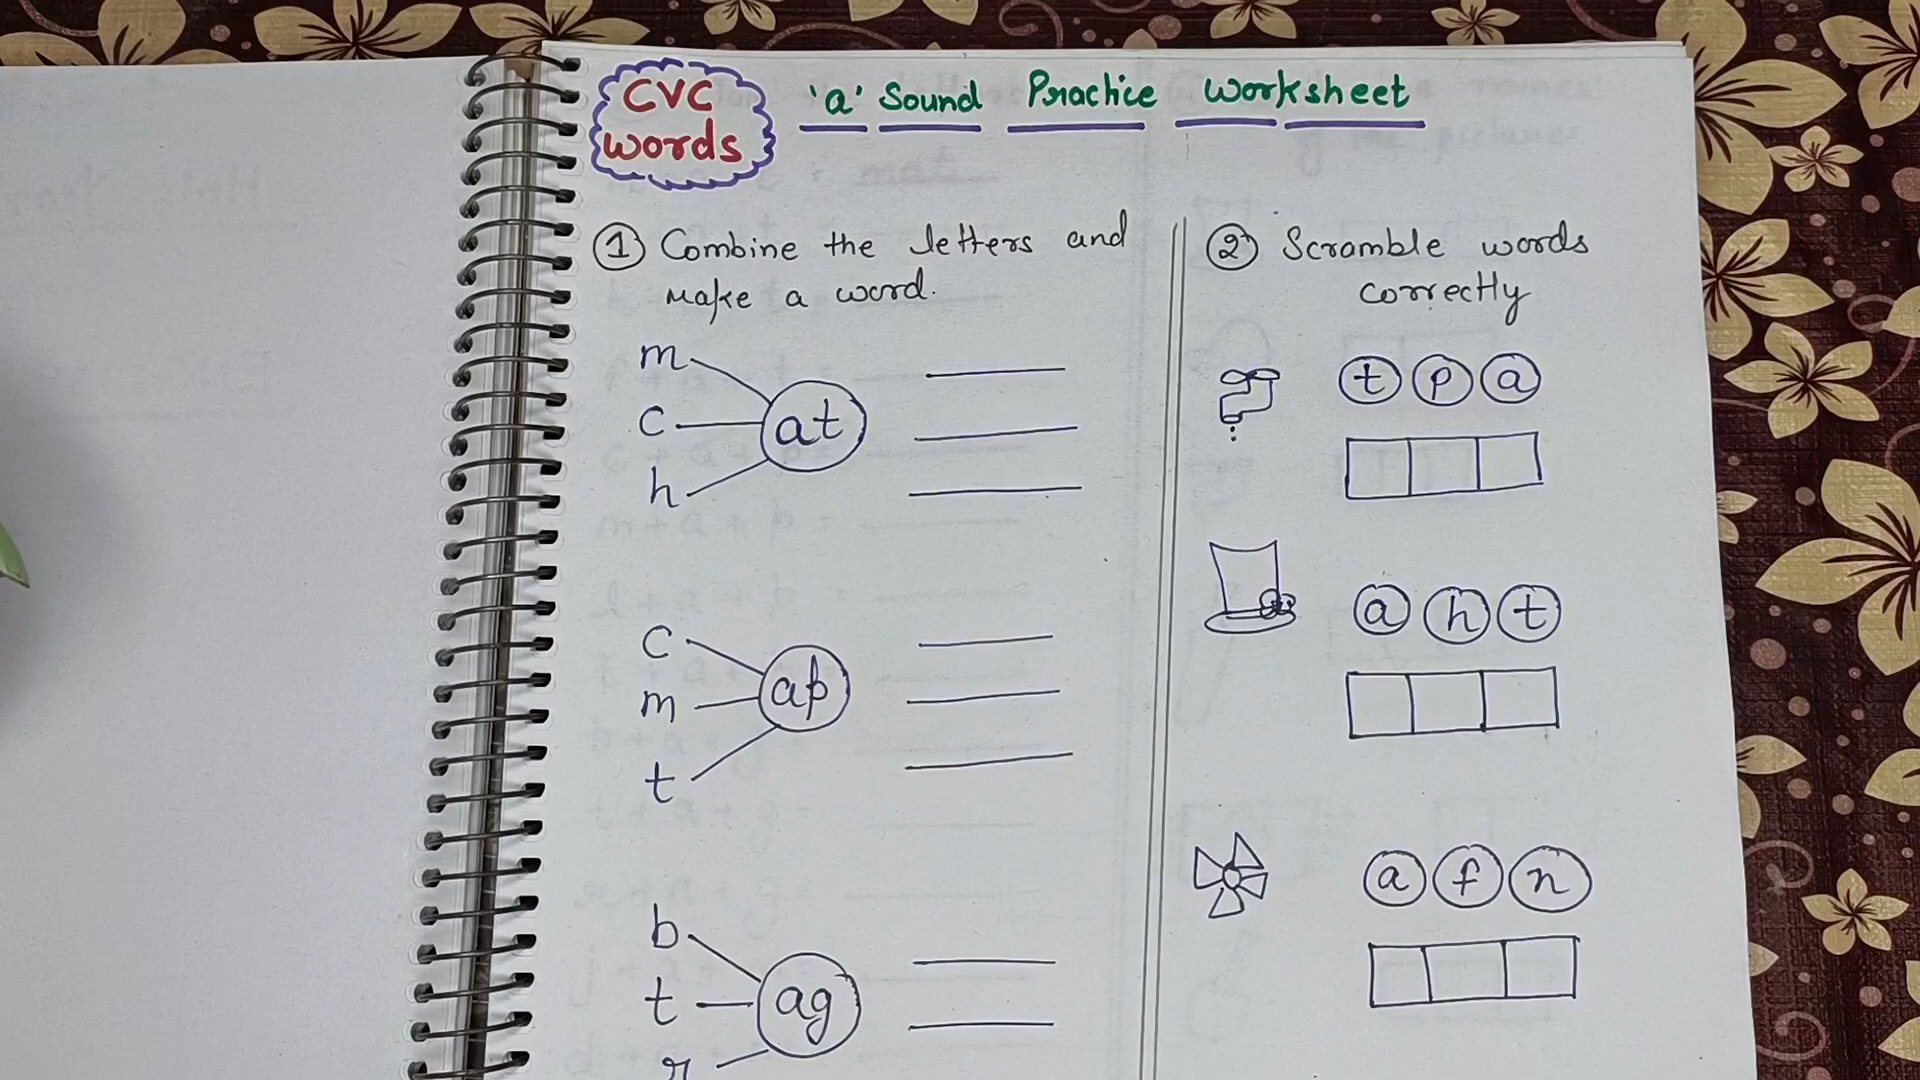 CVC
words
'a' Sound Practice Worksheet
① Combine the letters and
make a word.
m
c
h
at
c
m
t
ap
b
t
r
ag
② Scramble words
correctly
t p a
a h t
a f n